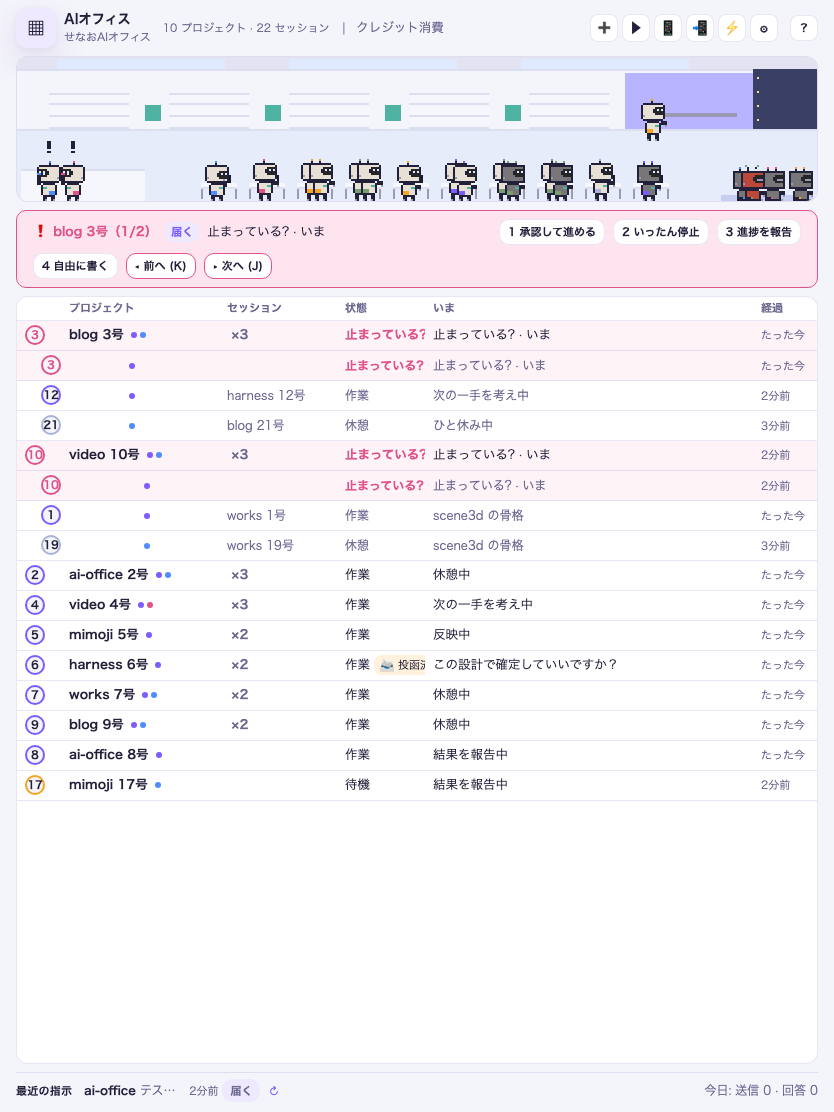 AIオフィス
せなおAIオフィス
10 プロジェクト · 22 セッション | クレジット消費
?
! !
! blog 3号 (1/2) 届く 止まっている? · いま 1 承認して進める 2 いったん停止 3 進捗を報告
4 自由に書く ◂ 前へ (K) ▸ 次へ (J)
プロジェクト セッション 状態 いま 経過
3 blog 3号 ×3 止まっている? 止まっている? · いま たった今
3 止まっている? 止まっている? · いま たった今
12 harness 12号 作業 次の一手を考え中 2分前
21 blog 21号 休憩 ひと休み中 3分前
10 video 10号 ×3 止まっている? 止まっている? · いま 2分前
10 止まっている? 止まっている? · いま 2分前
1 works 1号 作業 scene3d の骨格 たった今
19 works 19号 休憩 scene3d の骨格 3分前
2 ai-office 2号 ×3 作業 休憩中 たった今
4 video 4号 ×3 作業 次の一手を考え中 たった今
5 mimoji 5号 ×2 作業 反映中 たった今
6 harness 6号 ×2 作業 投函 この設計で確定していいですか？ たった今
7 works 7号 ×2 作業 休憩中 たった今
9 blog 9号 ×2 作業 休憩中 たった今
8 ai-office 8号 作業 結果を報告中 たった今
17 mimoji 17号 待機 結果を報告中 2分前
最近の指示 ai-office テス… 2分前 届く ↻ 今日: 送信 0 · 回答 0